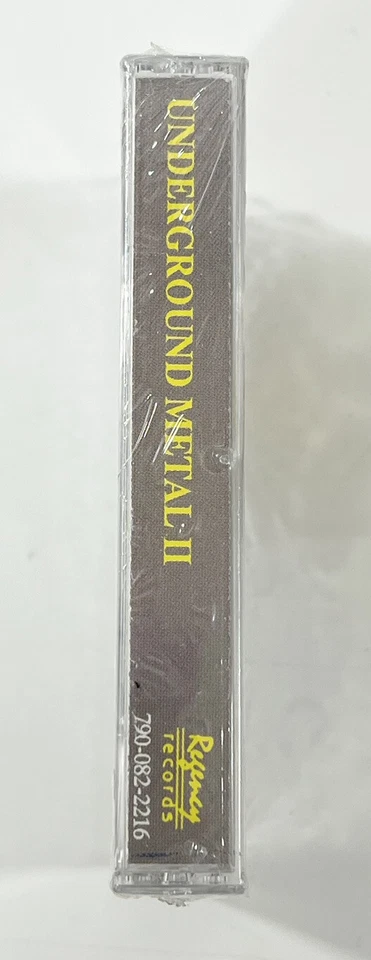 UNDERGROUND METAL II
Regency
records
790-082-2216